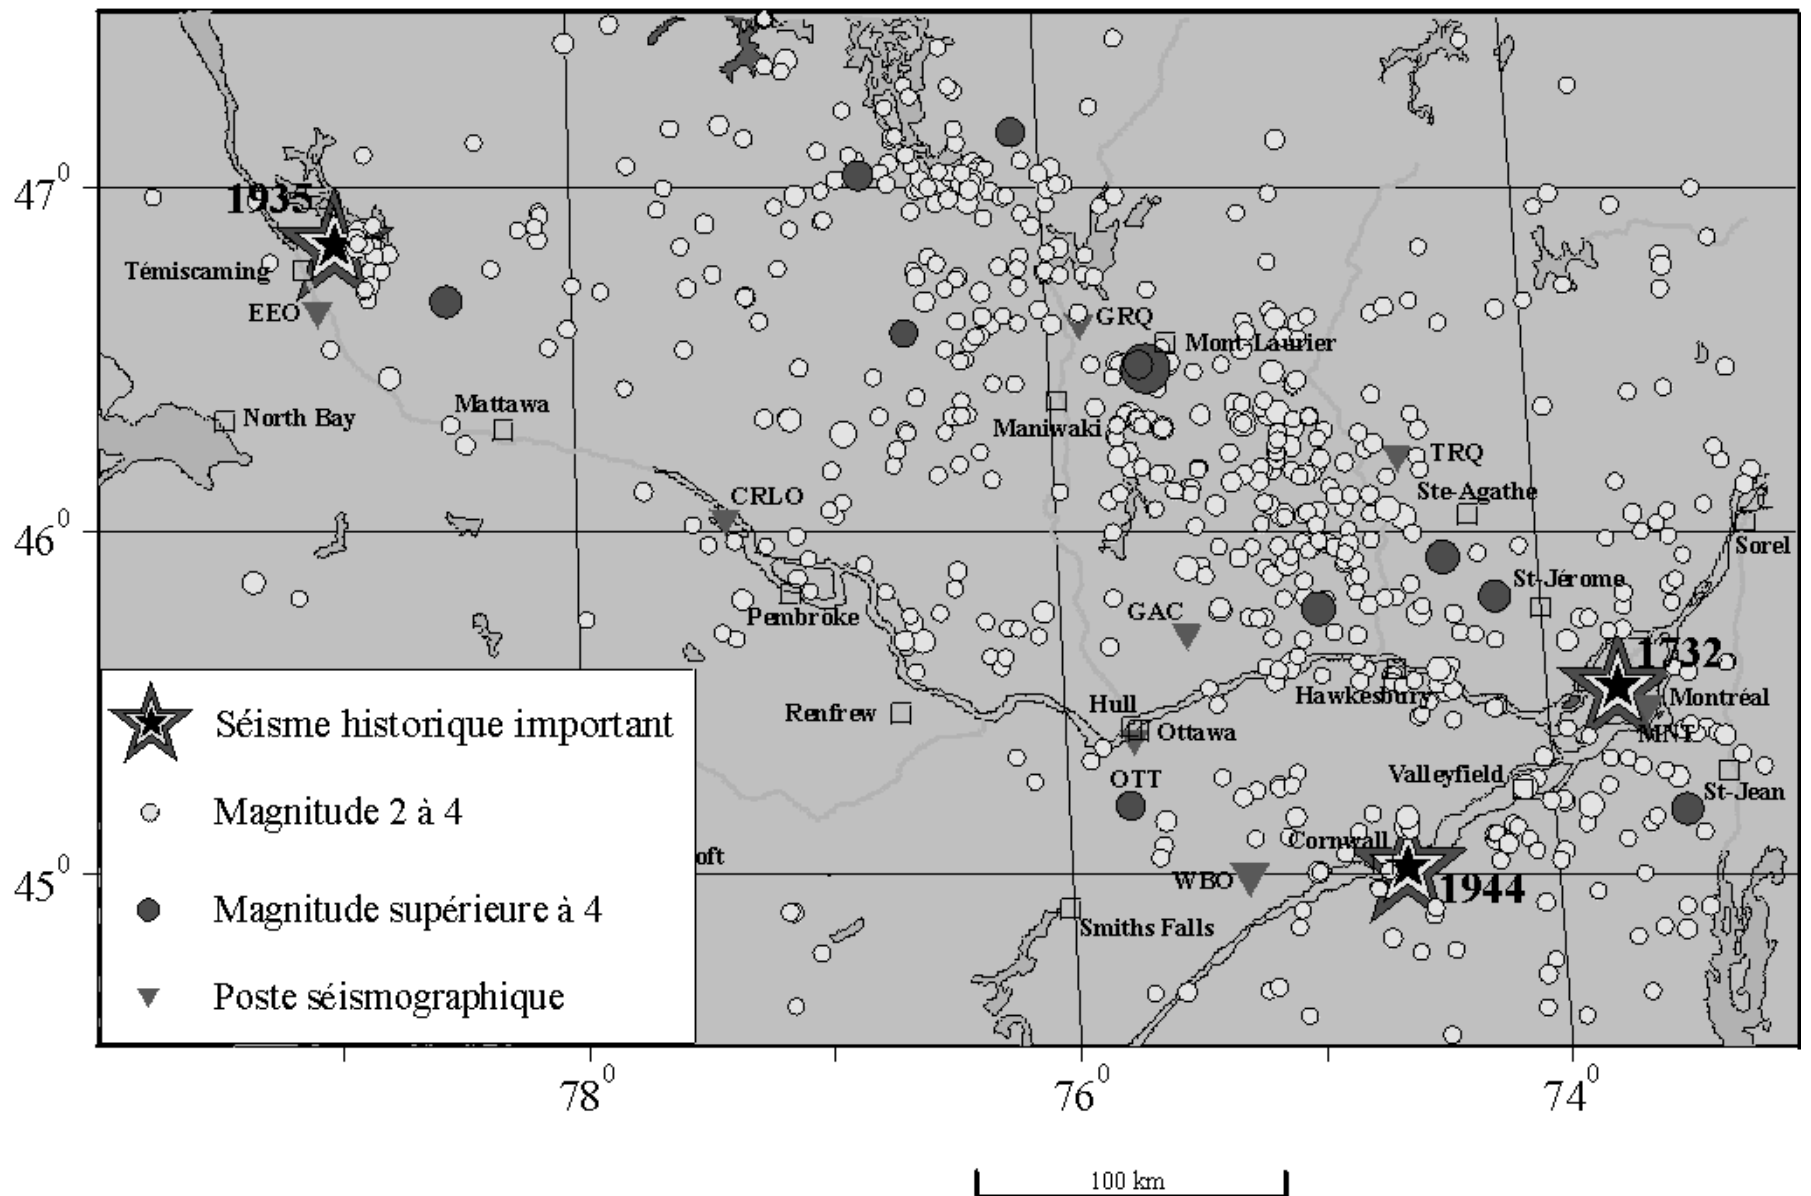 1935
47⁰
Témiscaming
EEO
GRQ
Mont-Laurier
North Bay
Mattawa
Maniwaki
TRQ
CRLO
Ste-Agathe
46⁰
Sorel
St-Jérome
Pembroke
GAC
1732
Séisme historique important
Renfrew
Hull
Hawkesbury
Montréal
Ottawa
MNT
OTT
Valleyfield
St-Jean
Magnitude 2 à 4
Cornwall
oft
45⁰
WBO
1944
Magnitude supérieure à 4
Smiths Falls
Poste séismographique
78⁰
76⁰
74⁰
100 km